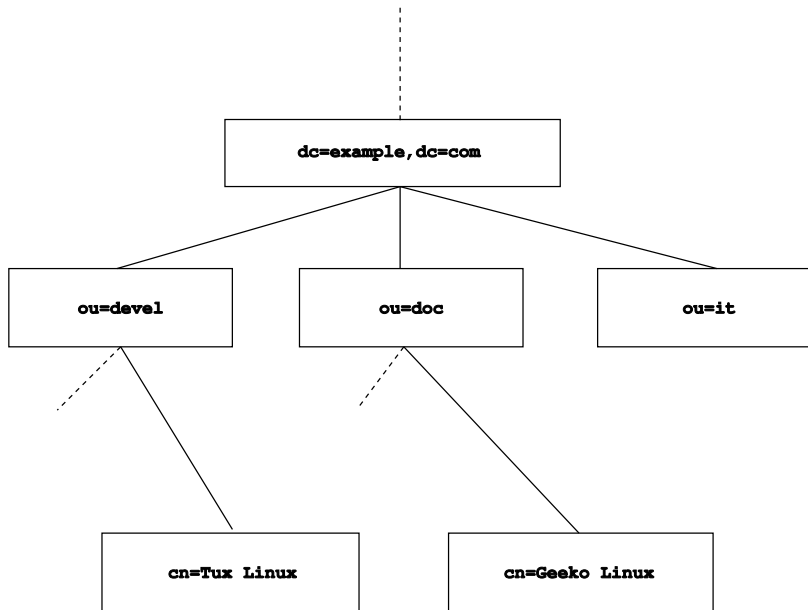 dc=example,dc=com
ou=devel
ou=doc
ou=it
cn=Tux Linux
cn=Geeko Linux